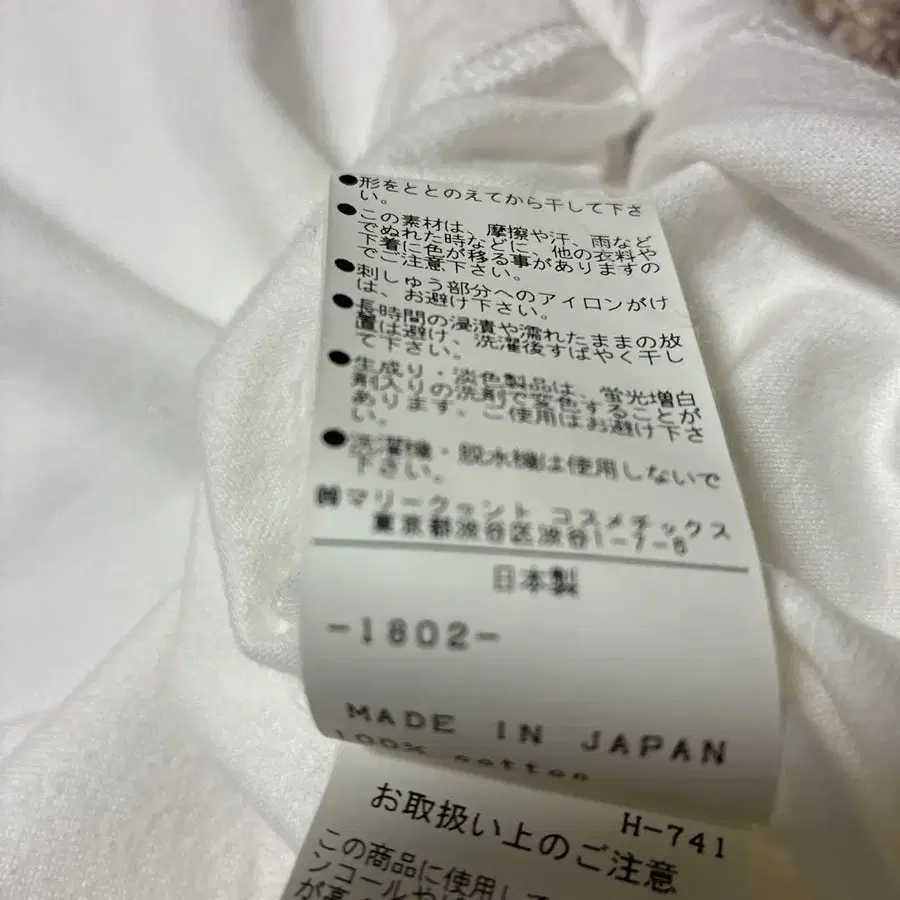 ●形をととのえてから干して下さ
い。
●この素材は、摩擦や汗、雨など
でぬれた時などに、他の衣料や
下着に色が移る事がありますの
でご注意下さい。
●刺しゅう部分へのアイロンがけ
は、お避け下さい。
●長時間の浸漬や濡れたままの放
置は避け、洗濯後すばやく干し
て下さい。
●生成り・淡色製品は、蛍光増白
剤入りの洗剤で変色することが
あります。ご使用はお避け下さ
い。
●洗濯機・脱水機は使用しないで
下さい。
㈱マリークヮント コスメチックス
東京都渋谷区渋谷1-7-6
日本製
-1802-
MADE IN JAPAN
100% cotton
H-741
お取扱い上のご注意
この商品に使用して
ンコールや
が高